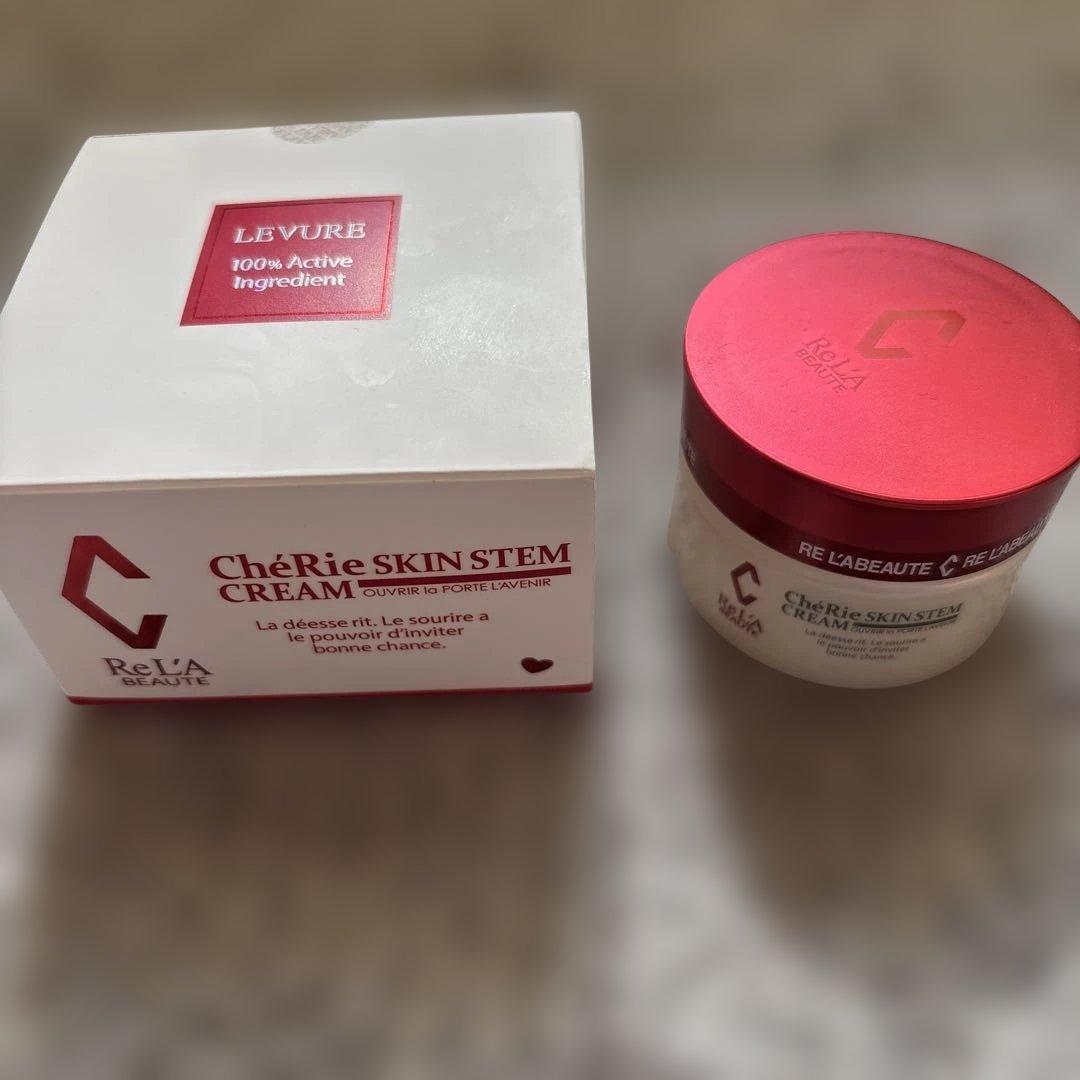 LEVURE
100% Active
Ingredient
ChéRie SKIN STEM
CREAM OUVRIR la PORTE L'AVENIR
La déesse rit. Le sourire a
le pouvoir d'inviter
bonne chance.
ReL'A
BEAUTE
ReL'A
BEAUTE
RE L'ABEAUTE C RE L'ABEAU
ReL'A
BEAUTE
ChéRie SKIN STEM
CREAM OUVRIR la PORTE L'AVENIR
La déesse rit. Le sourire a
le pouvoir d'inviter
bonne chance.